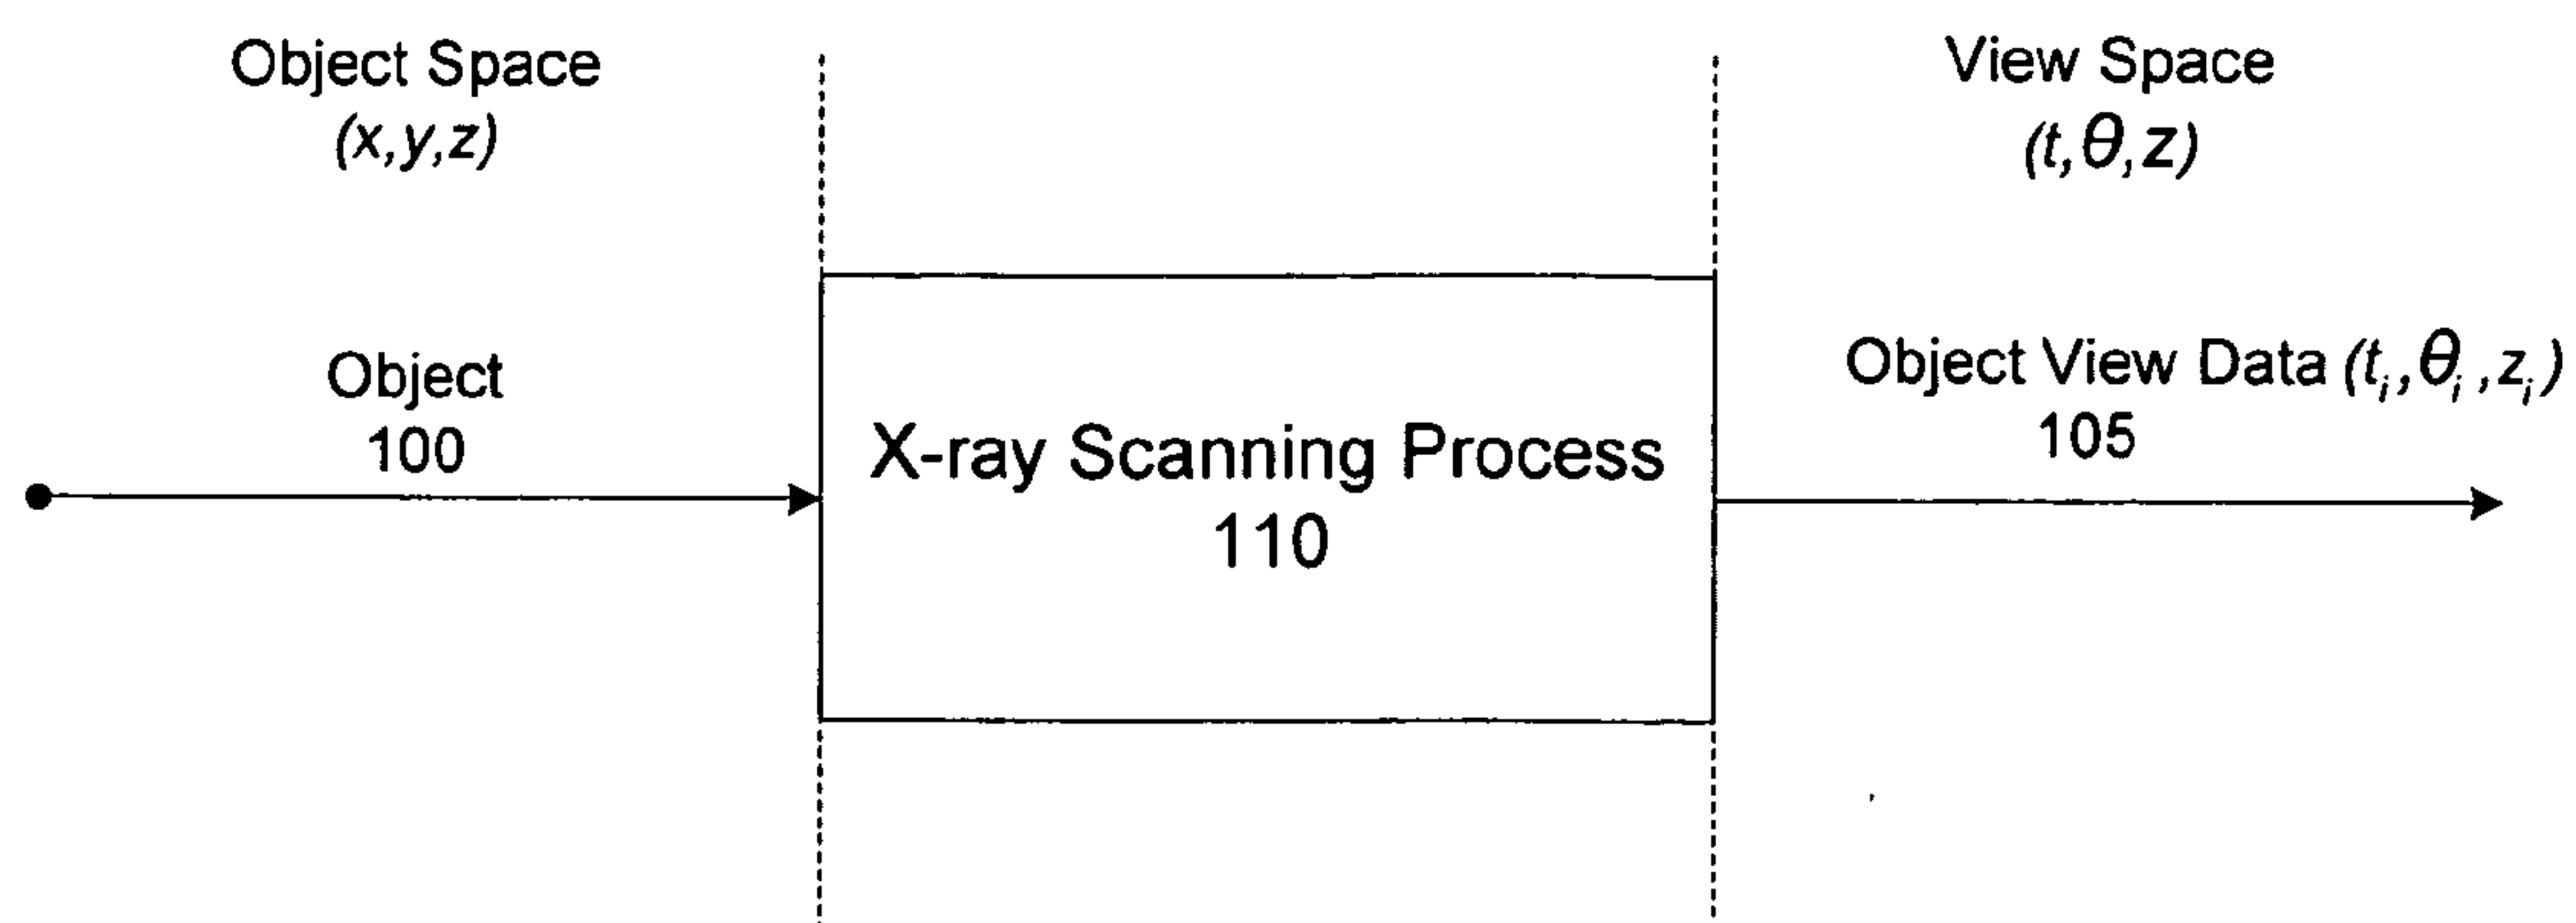 Object Space
(x,y,z)
View Space
(t,θ,z)
Object
100
X-ray Scanning Process
110
Object View Data (tᵢ,θᵢ,zᵢ)
105